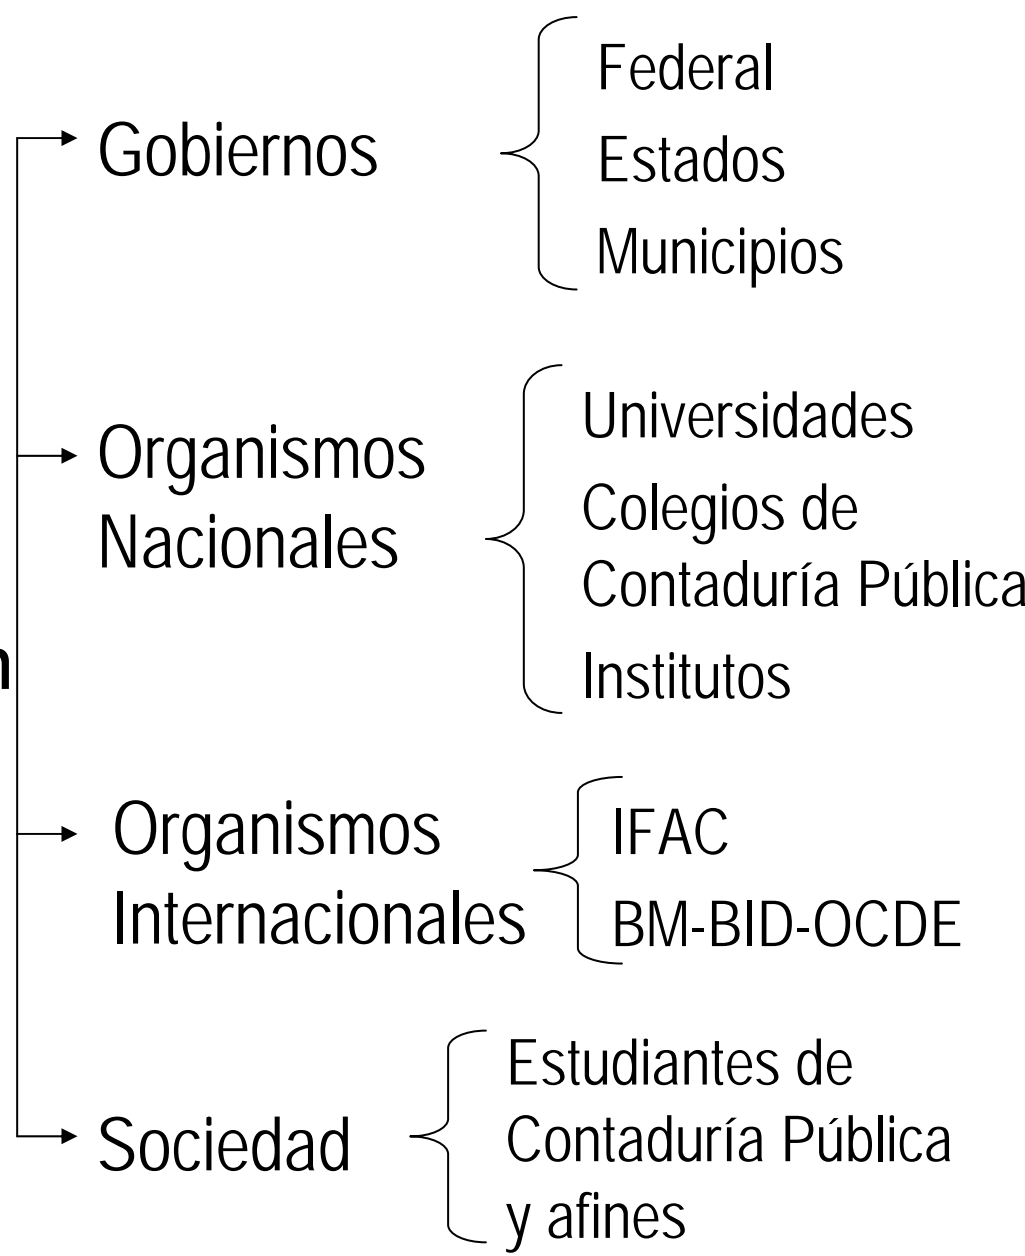 Gobiernos
Federal
Estados
Municipios
Organismos
Nacionales
Universidades
Colegios de
Contaduría Pública
Institutos
Organismos
Internacionales
IFAC
BM-BID-OCDE
Sociedad
Estudiantes de
Contaduría Pública
y afines